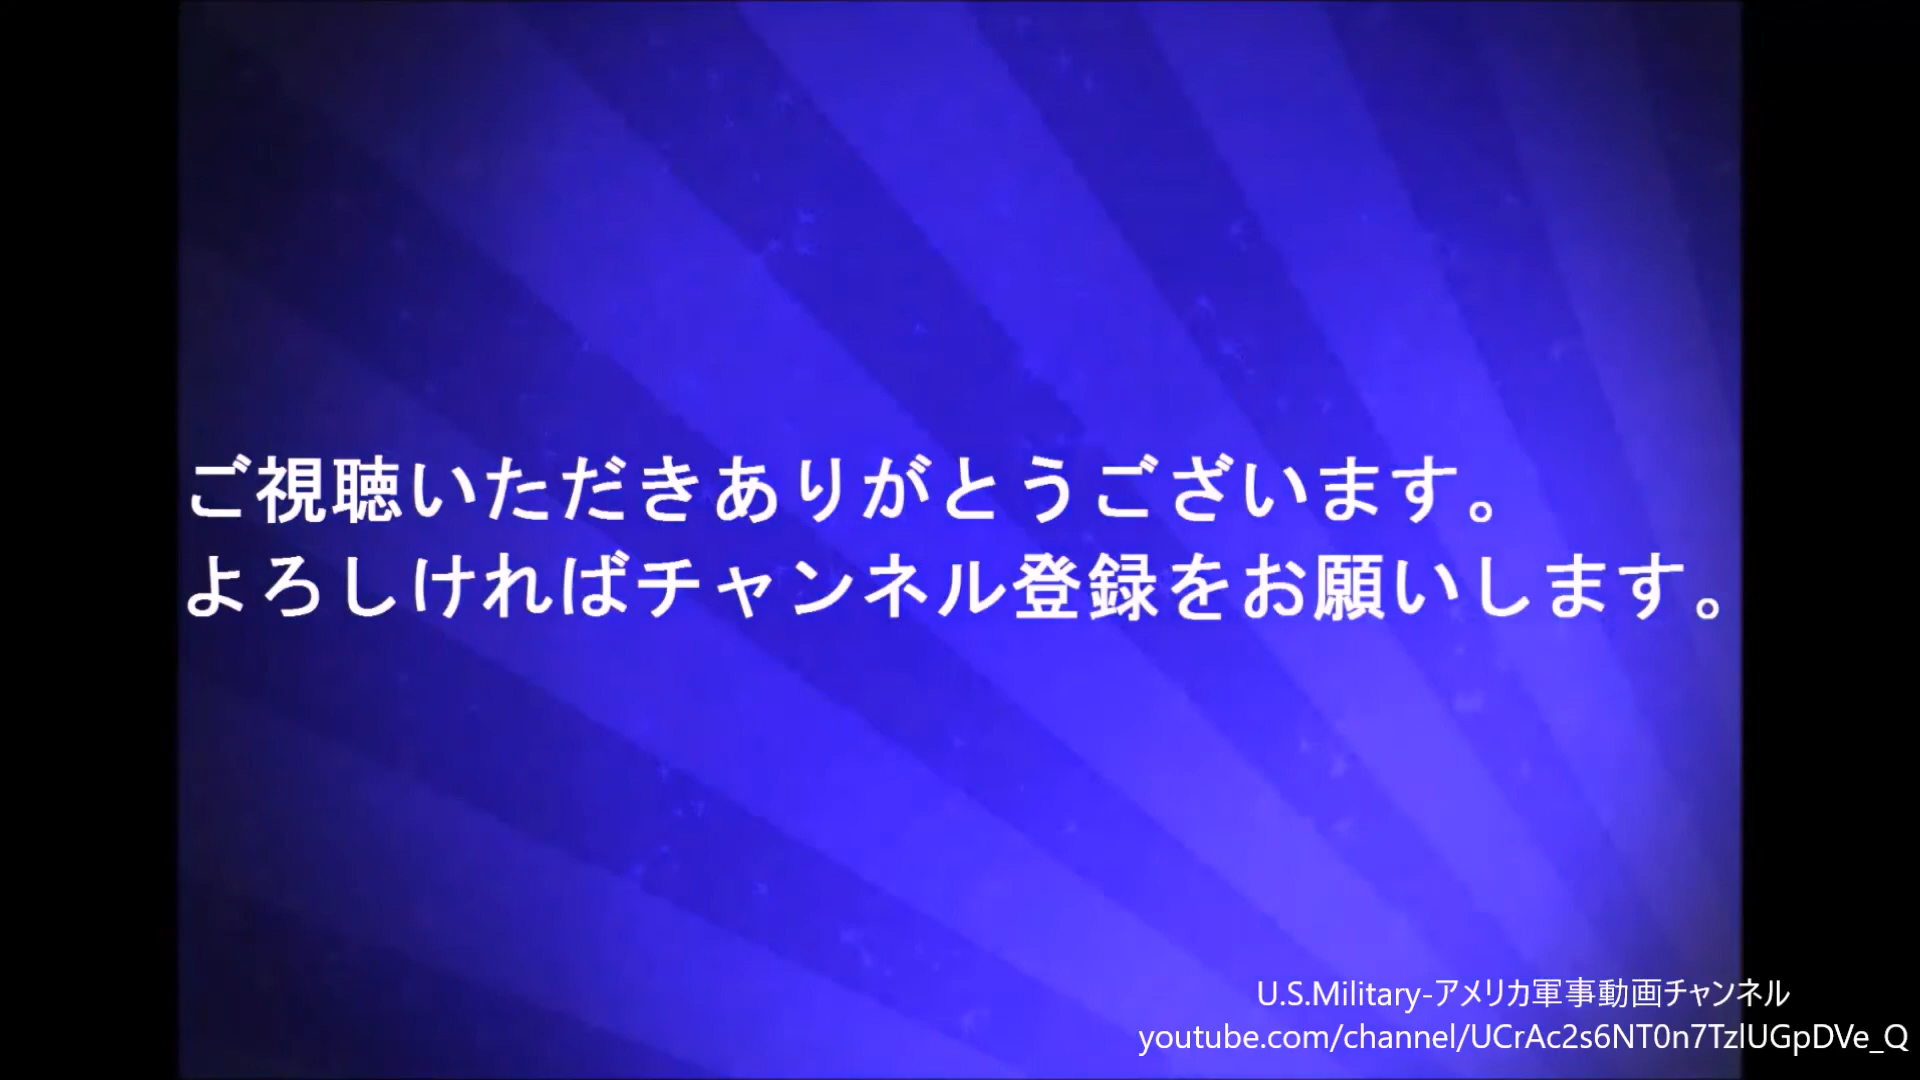 ご視聴いただきありがとうございます。
よろしければチャンネル登録をお願いします。
U.S.Military-アメリカ軍事動画チャンネル
youtube.com/channel/UCrAc2s6NT0n7TzlUGpDVe_Q